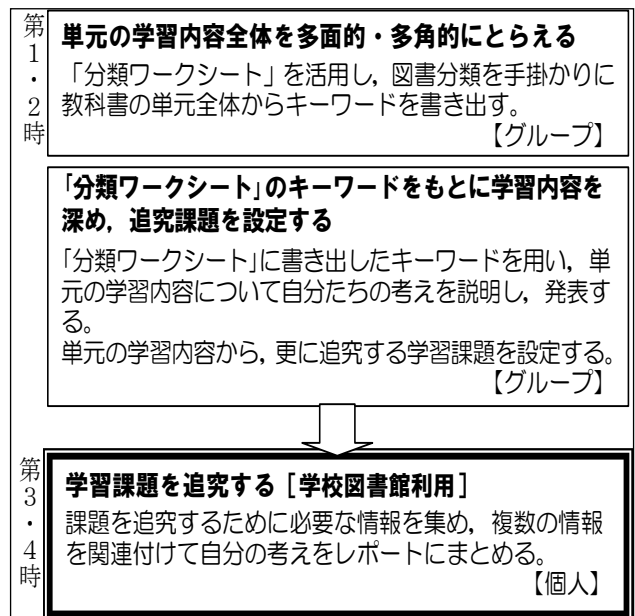 第1・2時
単元の学習内容全体を多面的・多角的にとらえる
「分類ワークシート」を活用し，図書分類を手掛かりに
教科書の単元全体からキーワードを書き出す。
【グループ】
「分類ワークシート」のキーワードをもとに学習内容を
深め，追究課題を設定する
「分類ワークシート」に書き出したキーワードを用い，単
元の学習内容について自分たちの考えを説明し，発表す
る。
単元の学習内容から，更に追究する学習課題を設定する。
【グループ】
第3・4時
学習課題を追究する［学校図書館利用］
課題を追究するために必要な情報を集め，複数の情報
を関連付けて自分の考えをレポートにまとめる。
【個人】